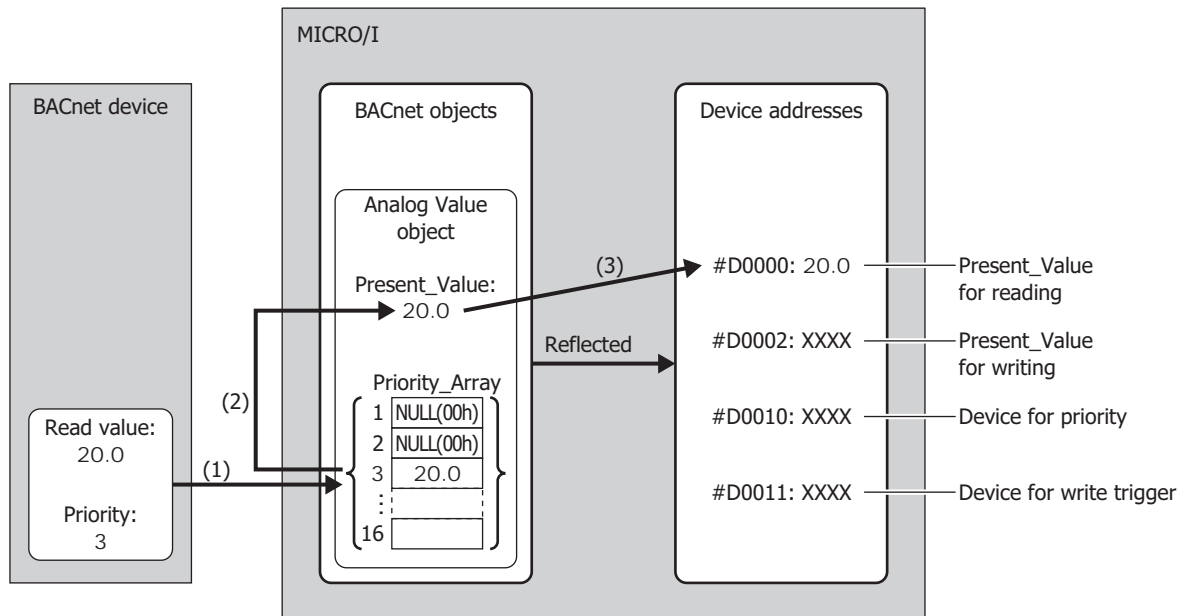 MICRO/I
BACnet device
BACnet objects
Device addresses
Analog Value
object
(3)
#D0000: 20.0
Present_Value
for reading
Present_Value:
20.0
Reflected
#D0002: XXXX
Present_Value
for writing
Priority_Array
(2)
1 NULL(00h)
#D0010: XXXX
Device for priority
Read value:
20.0
2 NULL(00h)
(1)
3 20.0
#D0011: XXXX
Device for write trigger
Priority:
3
:
16